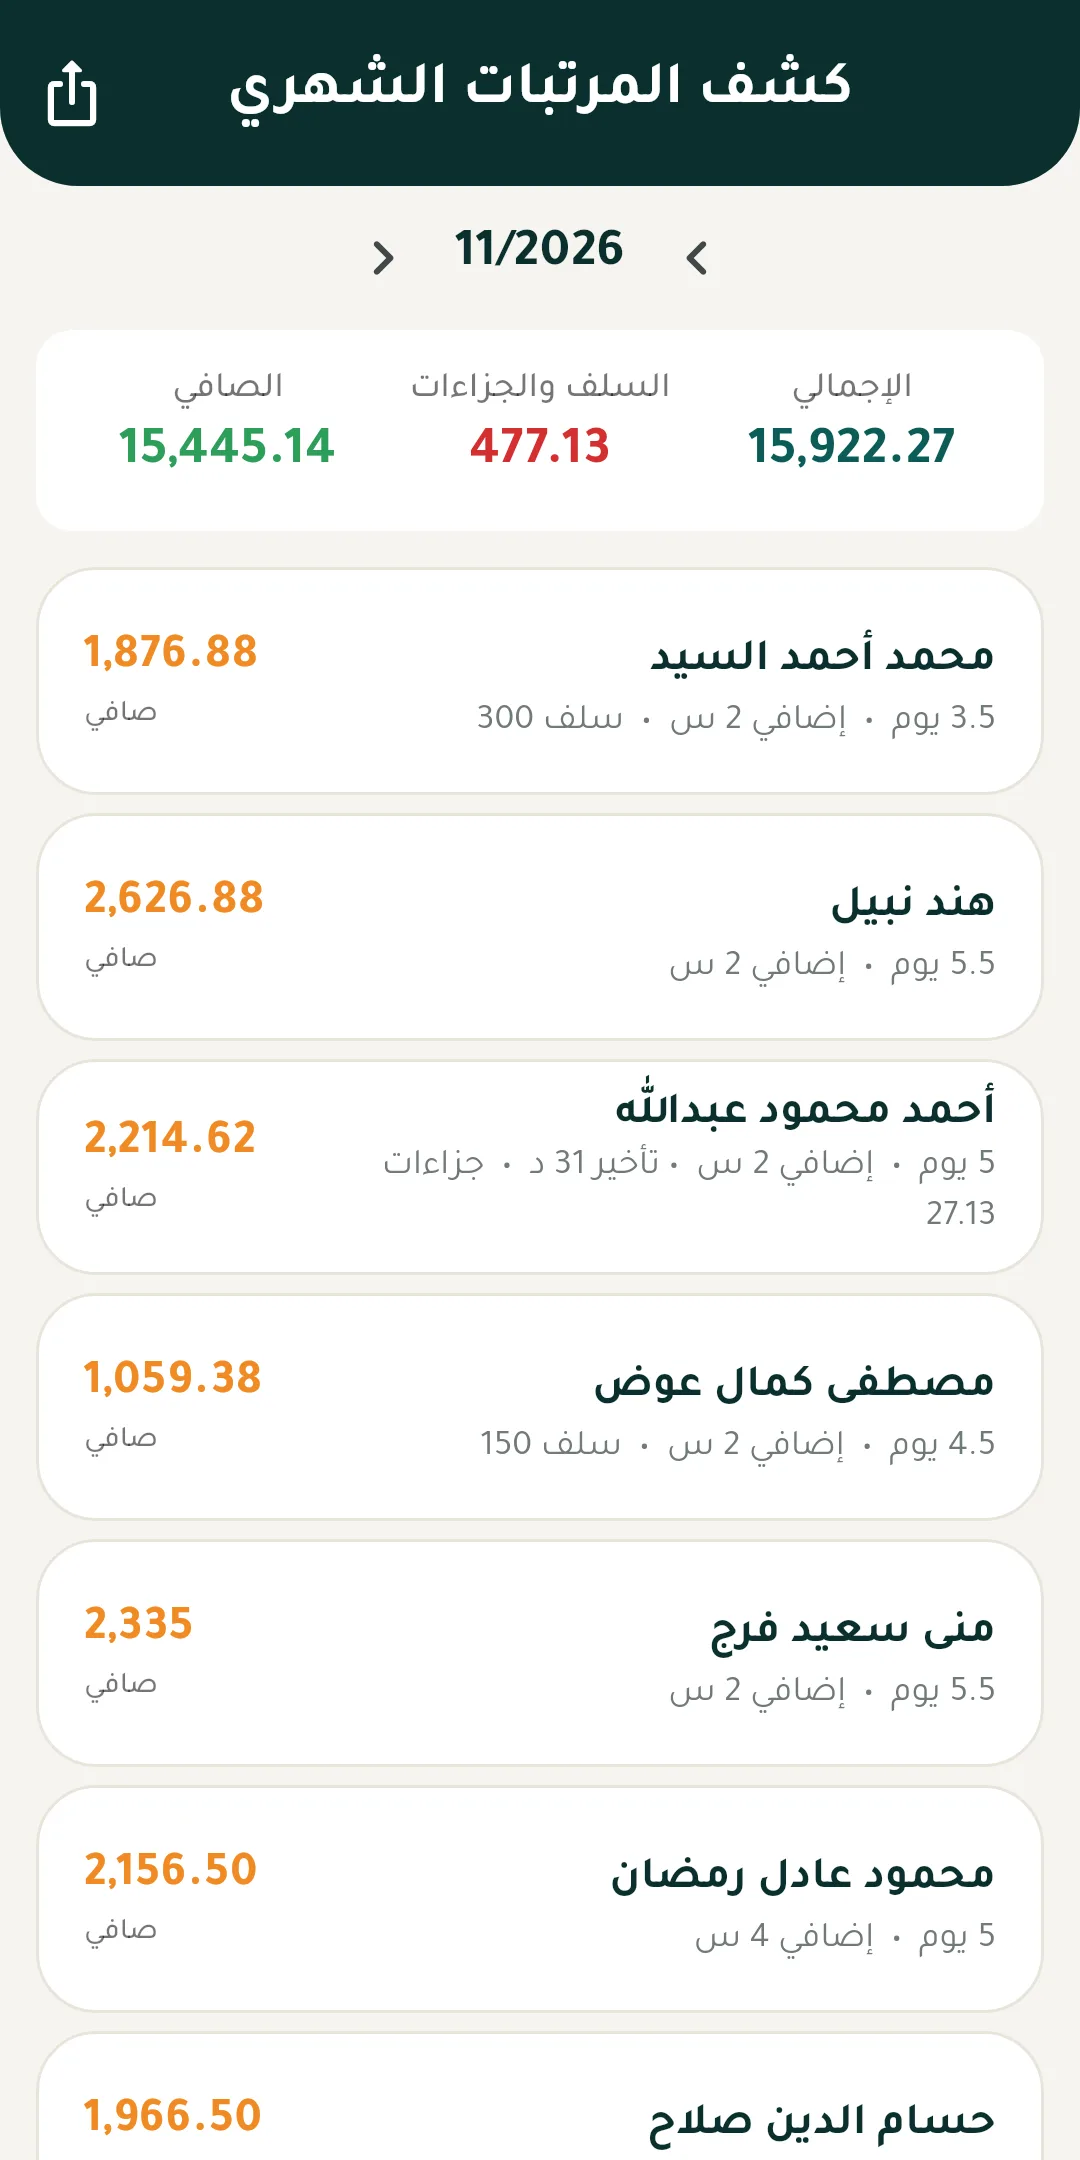 كشف المرتبات الشهري
11/2026
الإجمالي
15,922.27
السلف والجزاءات
477.13
الصافي
15,445.14
محمد أحمد السيد
3.5 يوم • إضافي 2 س • سلف 300
1,876.88
صافي
هند نبيل
5.5 يوم • إضافي 2 س
2,626.88
صافي
أحمد محمود عبدالله
5 يوم • إضافي 2 س • تأخير 31 د • جزاءات
27.13
2,214.62
صافي
مصطفى كمال عوض
4.5 يوم • إضافي 2 س • سلف 150
1,059.38
صافي
منى سعيد فرج
5.5 يوم • إضافي 2 س
2,335
صافي
محمود عادل رمضان
5 يوم • إضافي 4 س
2,156.50
صافي
حسام الدين صلاح
1,966.50